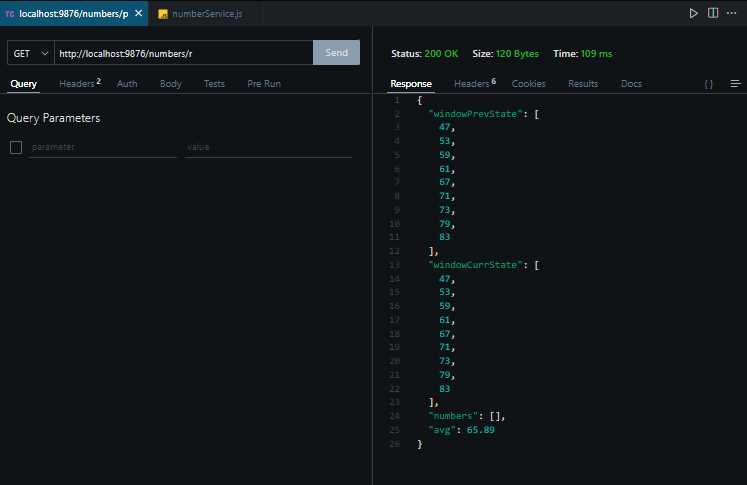 TC localhost:9876/numbers/p numberService.js
GET http://localhost:9876/numbers/r Send
Query Headers 2 Auth Body Tests Pre Run
Query Parameters
parameter value
Status: 200 OK Size: 120 Bytes Time: 109 ms
Response Headers 6 Cookies Results Docs { }
1 {
2 "windowPrevState": [
3 47,
4 53,
5 59,
6 61,
7 67,
8 71,
9 73,
10 79,
11 83
12 ],
13 "windowCurrState": [
14 47,
15 53,
16 59,
17 61,
18 67,
19 71,
20 73,
21 79,
22 83
23 ],
24 "numbers": [],
25 "avg": 65.89
26 }